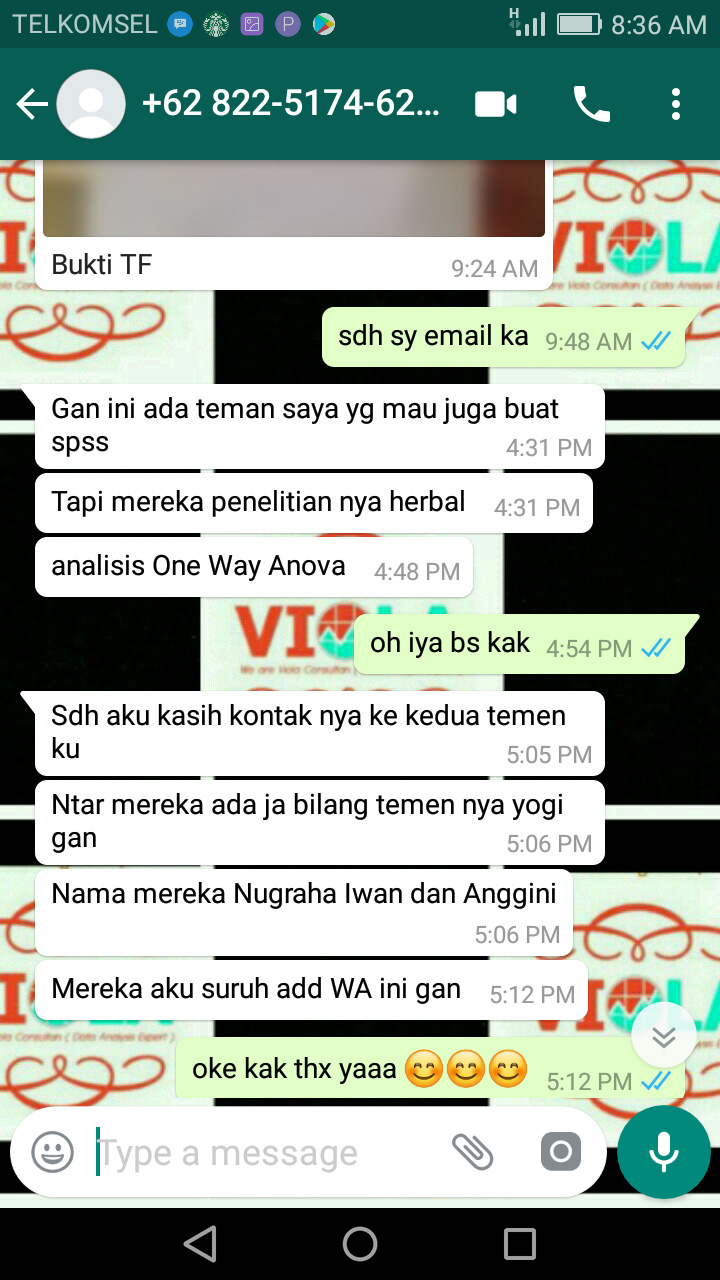 TELKOMSEL
H
8:36 AM
+62 822-5174-62...
Bukti TF
9:24 AM
sdh sy email ka
9:48 AM
Gan ini ada teman saya yg mau juga buat
spss
4:31 PM
Tapi mereka penelitian nya herbal
4:31 PM
analisis One Way Anova
4:48 PM
VIOLA
oh iya bs kak
4:54 PM
Sdh aku kasih kontak nya ke kedua temen
ku
5:05 PM
Ntar mereka ada ja bilang temen nya yogi
gan
5:06 PM
Nama mereka Nugraha Iwan dan Anggini
5:06 PM
Mereka aku suruh add WA ini gan
5:12 PM
oke kak thx yaaa 😊😊😊
5:12 PM
Type a message